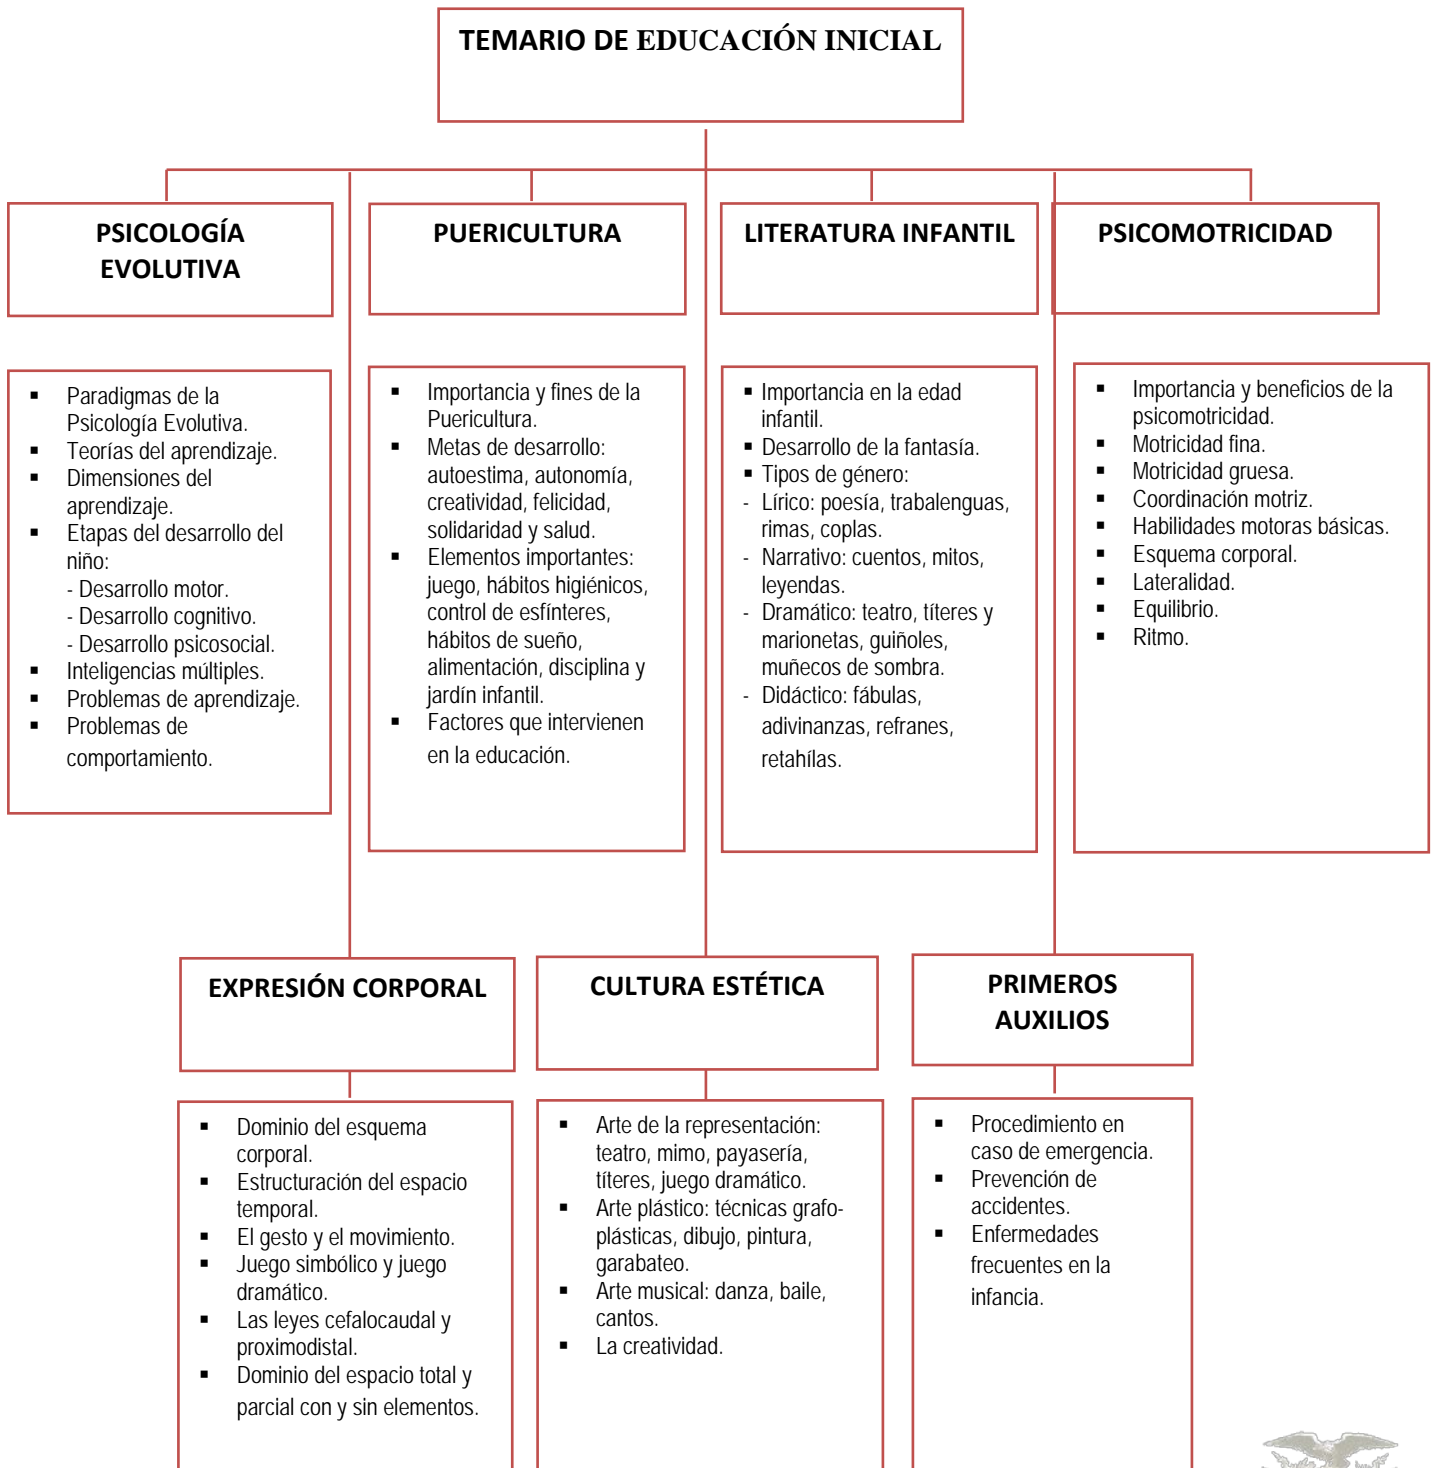 TEMARIO DE EDUCACIÓN INICIAL
PSICOLOGÍA
EVOLUTIVA
▪ Paradigmas de la
Psicología Evolutiva.
▪ Teorías del aprendizaje.
▪ Dimensiones del
aprendizaje.
▪ Etapas del desarrollo del
niño:
- Desarrollo motor.
- Desarrollo cognitivo.
- Desarrollo psicosocial.
▪ Inteligencias múltiples.
▪ Problemas de aprendizaje.
▪ Problemas de
comportamiento.
PUERICULTURA
▪ Importancia y fines de la
Puericultura.
▪ Metas de desarrollo:
autoestima, autonomía,
creatividad, felicidad,
solidaridad y salud.
▪ Elementos importantes:
juego, hábitos higiénicos,
control de esfínteres,
hábitos de sueño,
alimentación, disciplina y
jardín infantil.
▪ Factores que intervienen
en la educación.
LITERATURA INFANTIL
▪ Importancia en la edad
infantil.
▪ Desarrollo de la fantasía.
▪ Tipos de género:
- Lírico: poesía, trabalenguas,
rimas, coplas.
- Narrativo: cuentos, mitos,
leyendas.
- Dramático: teatro, títeres y
marionetas, guiñoles,
muñecos de sombra.
- Didáctico: fábulas,
adivinanzas, refranes,
retahílas.
PSICOMOTRICIDAD
▪ Importancia y beneficios de la
psicomotricidad.
▪ Motricidad fina.
▪ Motricidad gruesa.
▪ Coordinación motriz.
▪ Habilidades motoras básicas.
▪ Esquema corporal.
▪ Lateralidad.
▪ Equilibrio.
▪ Ritmo.
EXPRESIÓN CORPORAL
▪ Dominio del esquema
corporal.
▪ Estructuración del espacio
temporal.
▪ El gesto y el movimiento.
▪ Juego simbólico y juego
dramático.
▪ Las leyes cefalocaudal y
proximodistal.
▪ Dominio del espacio total y
parcial con y sin elementos.
CULTURA ESTÉTICA
▪ Arte de la representación:
teatro, mimo, payasería,
títeres, juego dramático.
▪ Arte plástico: técnicas grafo-
plásticas, dibujo, pintura,
garabateo.
▪ Arte musical: danza, baile,
cantos.
▪ La creatividad.
PRIMEROS
AUXILIOS
▪ Procedimiento en
caso de emergencia.
▪ Prevención de
accidentes.
▪ Enfermedades
frecuentes en la
infancia.